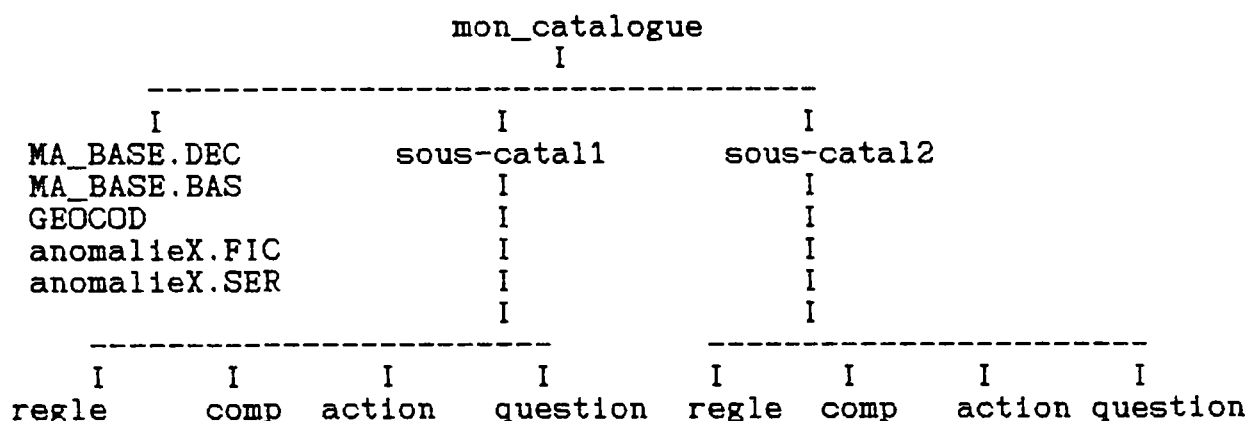 mon_catalogue
I
-----------------------------------
I I I
MA_BASE.DEC sous-catal1 sous-catal2
MA_BASE.BAS I I
GEOCOD I I
anomalieX.FIC I I
anomalieX.SER I I
I I
------------------------ -----------------------
I I I I I I I I
regle comp action question regle comp action question